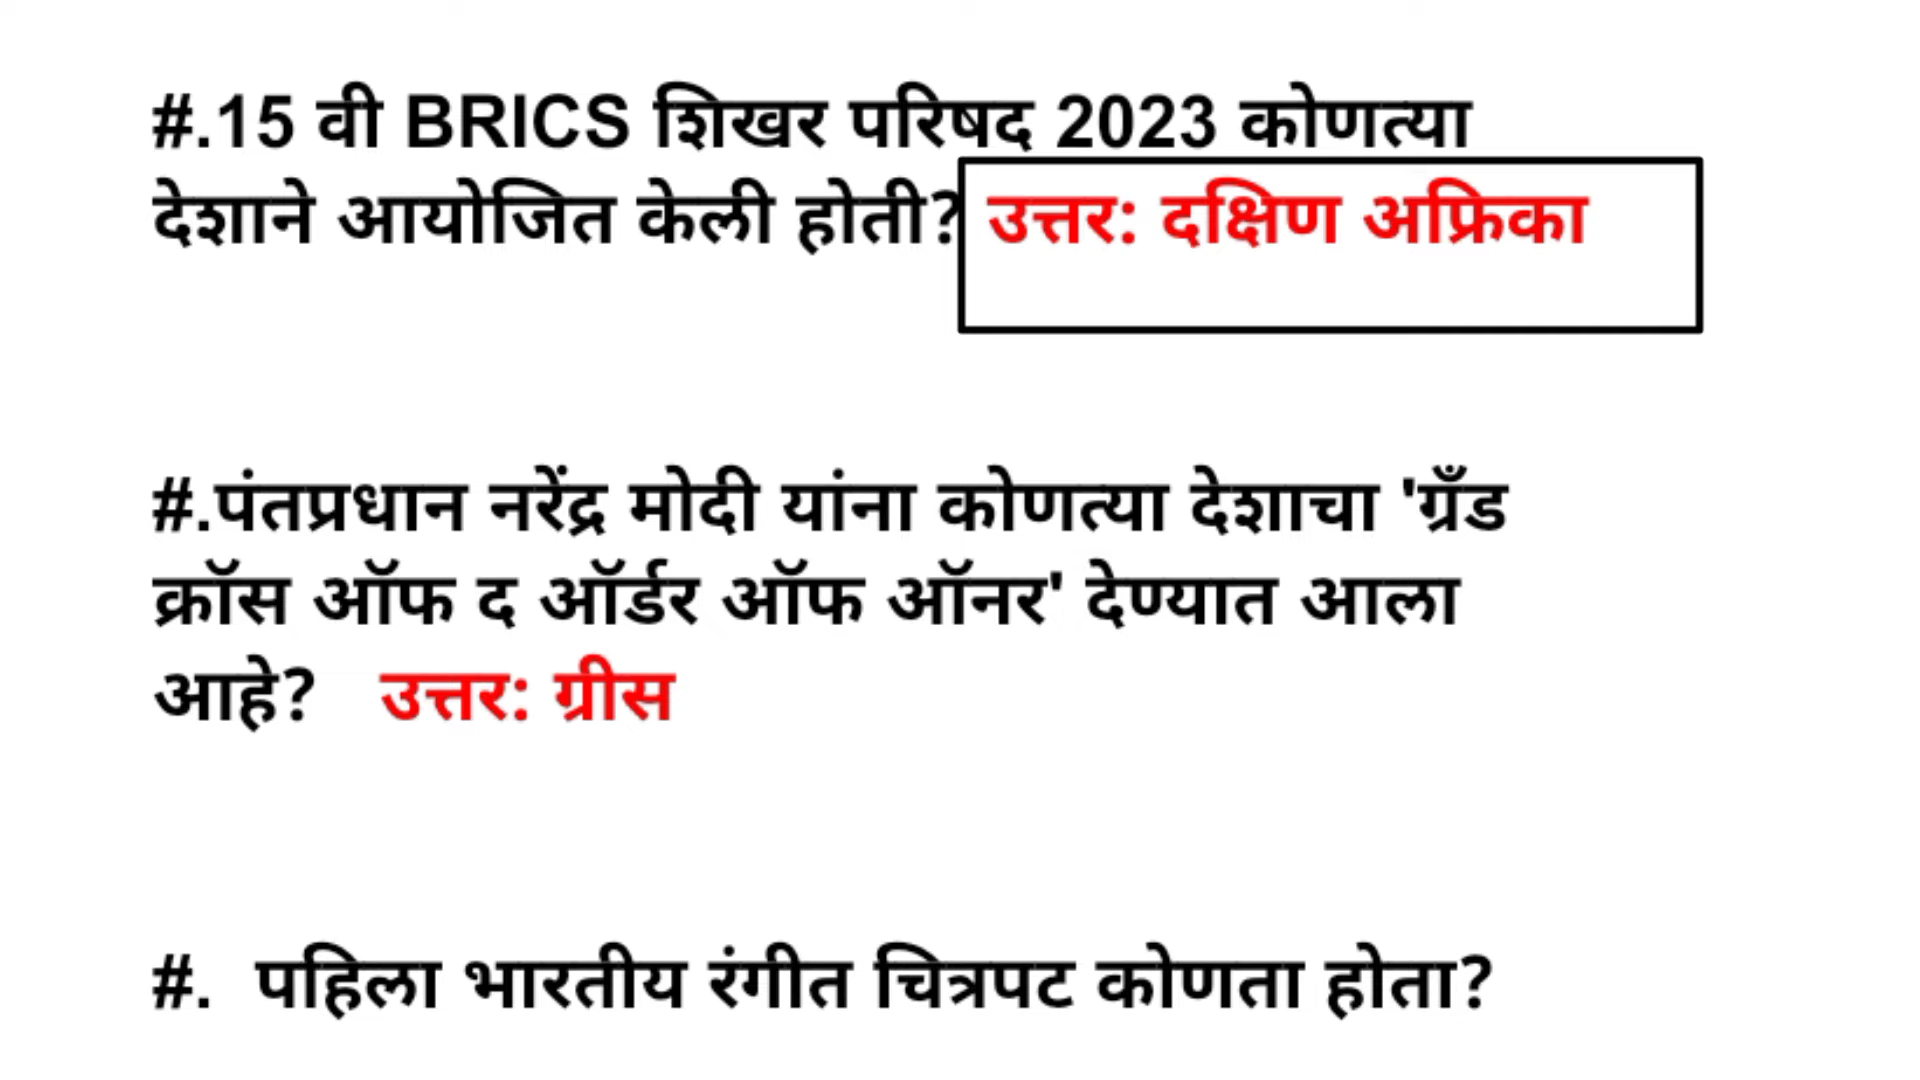 #.15 वी BRICS शिखर परिषद 2023 कोणत्या
देशाने आयोजित केली होती? उत्तर: दक्षिण अफ्रिका
#.पंतप्रधान नरेंद्र मोदी यांना कोणत्या देशाचा 'ग्रँड
क्रॉस ऑफ द ऑर्डर ऑफ ऑनर' देण्यात आला
आहे? उत्तर: ग्रीस
#. पहिला भारतीय रंगीत चित्रपट कोणता होता?